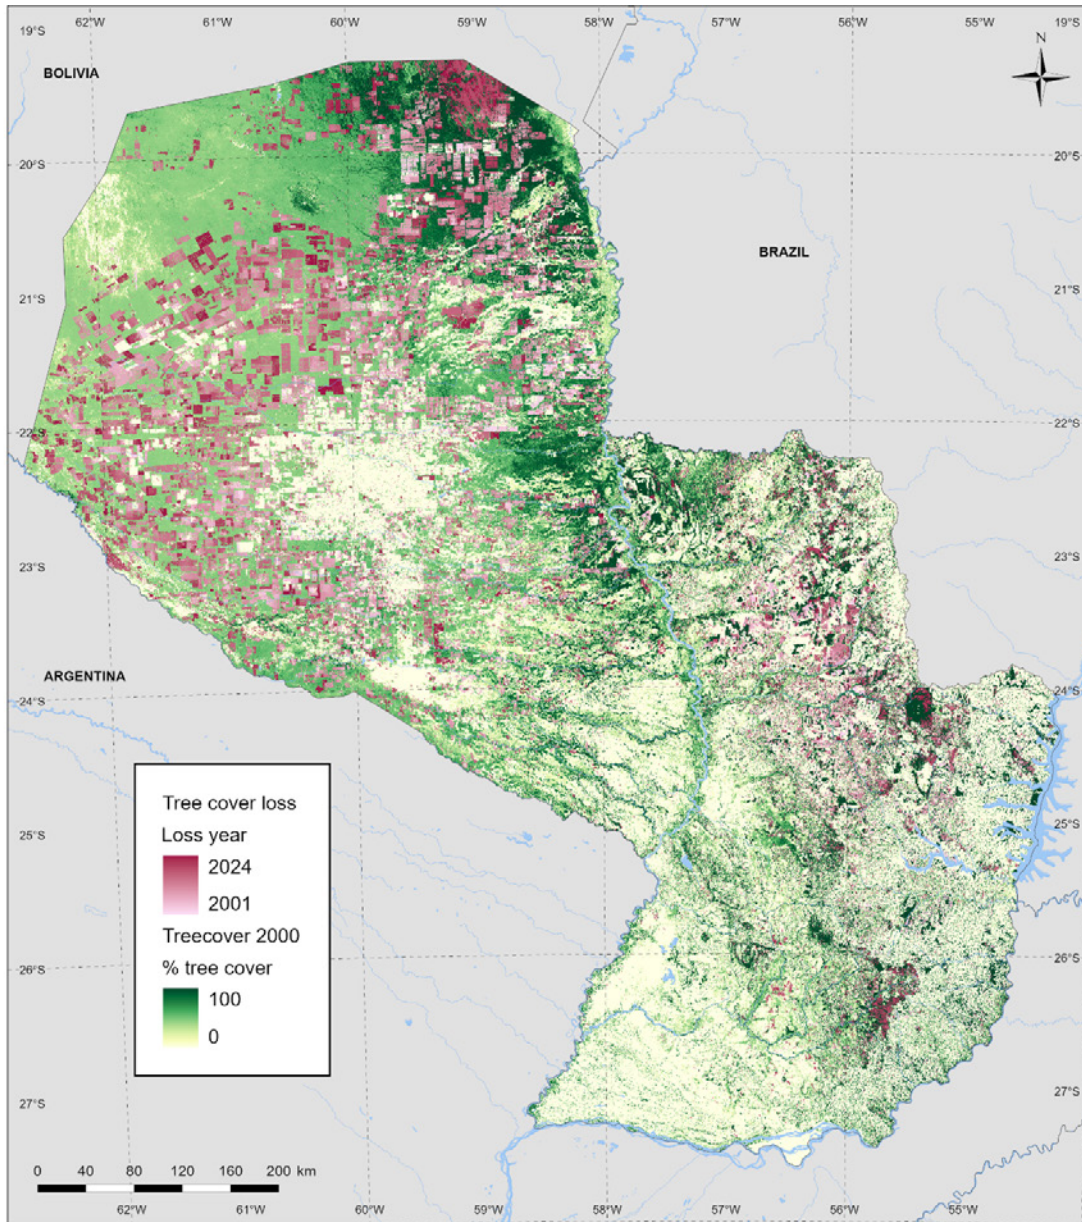 62°W 61°W 60°W 59°W 58°W 57°W 56°W 55°W 19°S
19°S
N
BOLIVIA
20°S
20°S
BRAZIL
21°S
21°S
22°S
22°S
23°S
23°S
ARGENTINA
24°S
24°S
Tree cover loss
Loss year
2024
2001
Treecover 2000
% tree cover
100
0
25°S
25°S
26°S
26°S
27°S
27°S
0 40 80 120 160 200 km
62°W 61°W 60°W 59°W 58°W 57°W 56°W 55°W